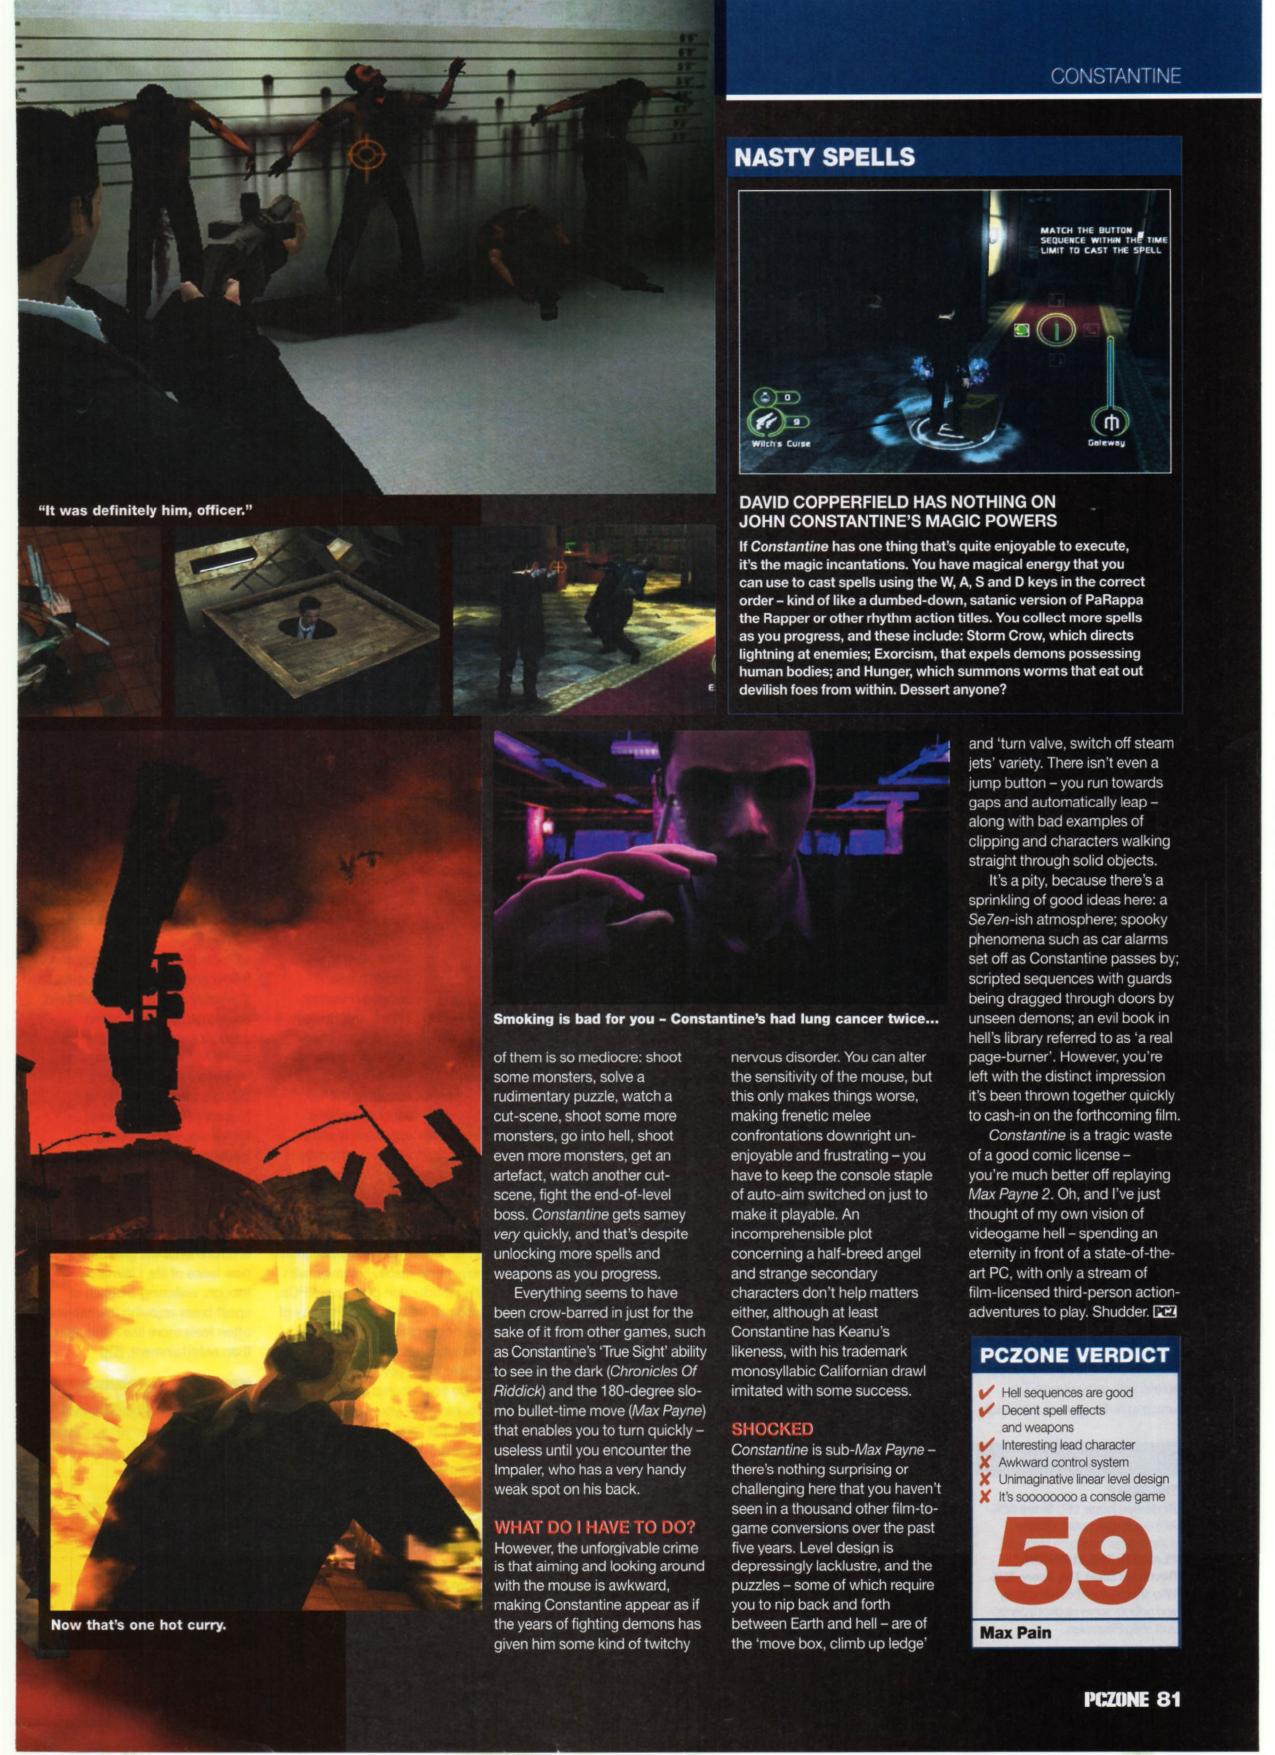 CONSTANTINE
"It was definitely him, officer."
NASTY SPELLS
MATCH THE BUTTON
SEQUENCE WITHIN THE TIME
LIMIT TO CAST THE SPELL
0
9
Witch's Curse
Gateway
DAVID COPPERFIELD HAS NOTHING ON
JOHN CONSTANTINE'S MAGIC POWERS
If Constantine has one thing that's quite enjoyable to execute,
it's the magic incantations. You have magical energy that you
can use to cast spells using the W, A, S and D keys in the correct
order – kind of like a dumbed-down, satanic version of PaRappa
the Rapper or other rhythm action titles. You collect more spells
as you progress, and these include: Storm Crow, which directs
lightning at enemies; Exorcism, that expels demons possessing
human bodies; and Hunger, which summons worms that eat out
devilish foes from within. Dessert anyone?
Smoking is bad for you – Constantine's had lung cancer twice...
Now that's one hot curry.
of them is so mediocre: shoot
some monsters, solve a
rudimentary puzzle, watch a
cut-scene, shoot some more
monsters, go into hell, shoot
even more monsters, get an
artefact, watch another cut-
scene, fight the end-of-level
boss. Constantine gets samey
very quickly, and that's despite
unlocking more spells and
weapons as you progress.
Everything seems to have
been crow-barred in just for the
sake of it from other games, such
as Constantine's 'True Sight' ability
to see in the dark (Chronicles Of
Riddick) and the 180-degree slo-
mo bullet-time move (Max Payne)
that enables you to turn quickly –
useless until you encounter the
Impaler, who has a very handy
weak spot on his back.
WHAT DO I HAVE TO DO?
However, the unforgivable crime
is that aiming and looking around
with the mouse is awkward,
making Constantine appear as if
the years of fighting demons has
given him some kind of twitchy
nervous disorder. You can alter
the sensitivity of the mouse, but
this only makes things worse,
making frenetic melee
confrontations downright un-
enjoyable and frustrating – you
have to keep the console staple
of auto-aim switched on just to
make it playable. An
incomprehensible plot
concerning a half-breed angel
and strange secondary
characters don't help matters
either, although at least
Constantine has Keanu's
likeness, with his trademark
monosyllabic Californian drawl
imitated with some success.
SHOCKED
Constantine is sub-Max Payne –
there's nothing surprising or
challenging here that you haven't
seen in a thousand other film-to-
game conversions over the past
five years. Level design is
depressingly lacklustre, and the
puzzles – some of which require
you to nip back and forth
between Earth and hell – are of
the 'move box, climb up ledge'
and 'turn valve, switch off steam
jets' variety. There isn't even a
jump button – you run towards
gaps and automatically leap –
along with bad examples of
clipping and characters walking
straight through solid objects.
It's a pity, because there's a
sprinkling of good ideas here: a
Se7en-ish atmosphere; spooky
phenomena such as car alarms
set off as Constantine passes by;
scripted sequences with guards
being dragged through doors by
unseen demons; an evil book in
hell's library referred to as 'a real
page-burner'. However, you're
left with the distinct impression
it's been thrown together quickly
to cash-in on the forthcoming film.
Constantine is a tragic waste
of a good comic license –
you're much better off replaying
Max Payne 2. Oh, and I've just
thought of my own vision of
videogame hell – spending an
eternity in front of a state-of-the-
art PC, with only a stream of
film-licensed third-person action-
adventures to play. Shudder. PCZ
PCZONE VERDICT
✔ Hell sequences are good
✔ Decent spell effects
and weapons
✔ Interesting lead character
✘ Awkward control system
✘ Unimaginative linear level design
✘ It's soooooooo a console game
59
Max Pain
PCZONE 81